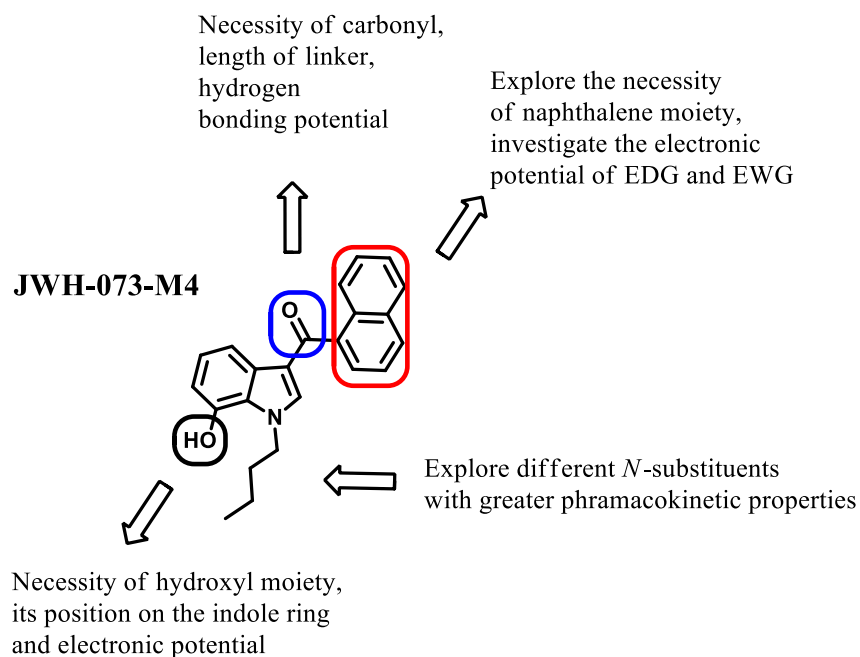 Necessity of carbonyl,
length of linker,
hydrogen
bonding potential
Explore the necessity
of naphthalene moiety,
investigate the electronic
potential of EDG and EWG
JWH-073-M4
O
HO
N
Explore different N-substituents
with greater phramacokinetic properties
Necessity of hydroxyl moiety,
its position on the indole ring
and electronic potential